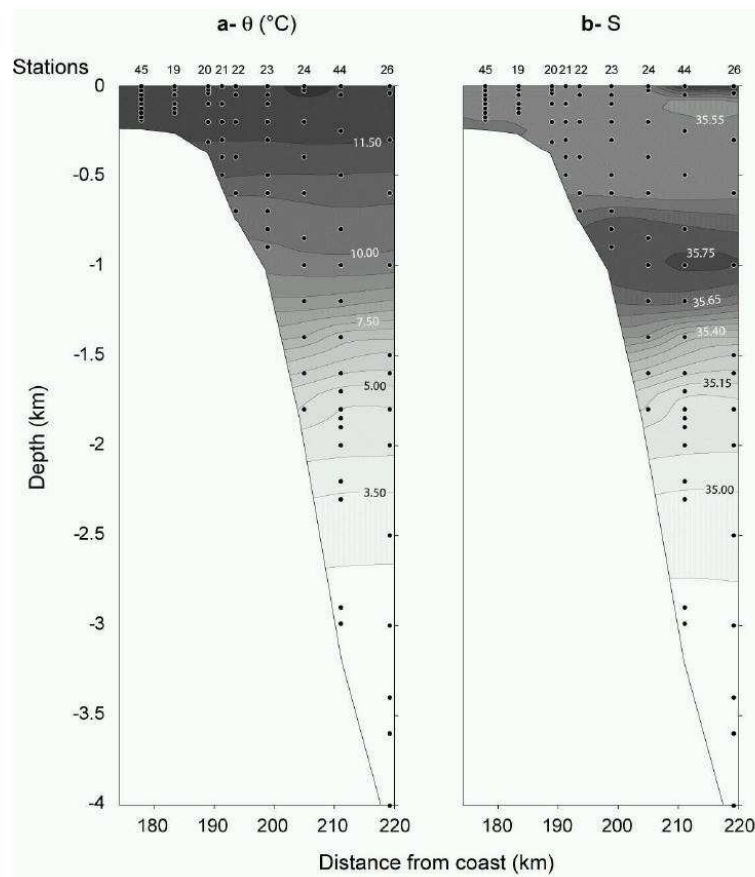 a- θ (°C)
b- S
Stations
45 19 20 21 22 23 24 44 26
45 19 20 21 22 23 24 44 26
0
-0.5
-1
-1.5
-2
-2.5
-3
-3.5
-4
Depth (km)
11.50
10.00
7.50
5.00
3.50
35.55
35.75
35.65
35.40
35.15
35.00
180 190 200 210 220
180 190 200 210 220
Distance from coast (km)